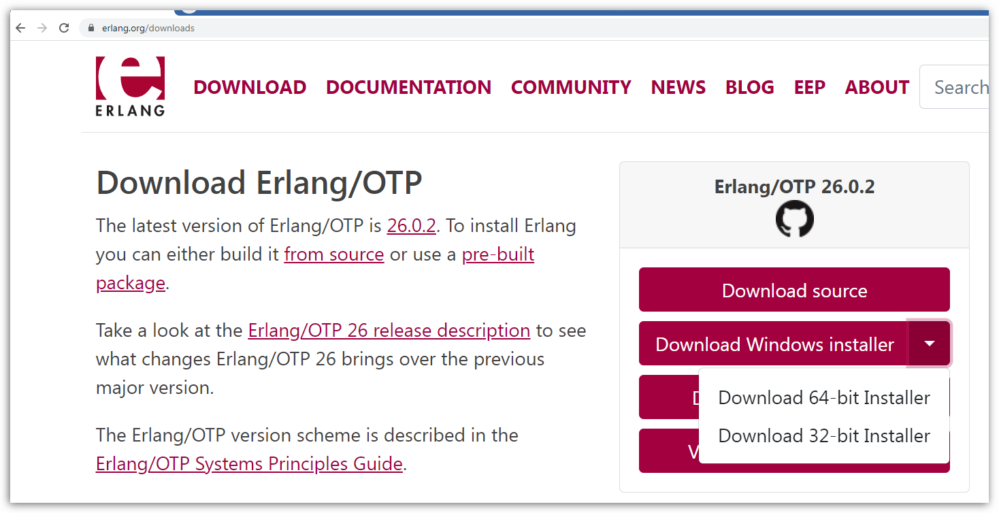 erlang.org/downloads
ERLANG
DOWNLOAD DOCUMENTATION COMMUNITY NEWS BLOG EEP ABOUT Search
Download Erlang/OTP
The latest version of Erlang/OTP is 26.0.2. To install Erlang
you can either build it from source or use a pre-built
package.
Take a look at the Erlang/OTP 26 release description to see
what changes Erlang/OTP 26 brings over the previous
major version.
The Erlang/OTP version scheme is described in the
Erlang/OTP Systems Principles Guide.
Erlang/OTP 26.0.2
Download source
Download Windows installer
Download 64-bit Installer
Download 32-bit Installer